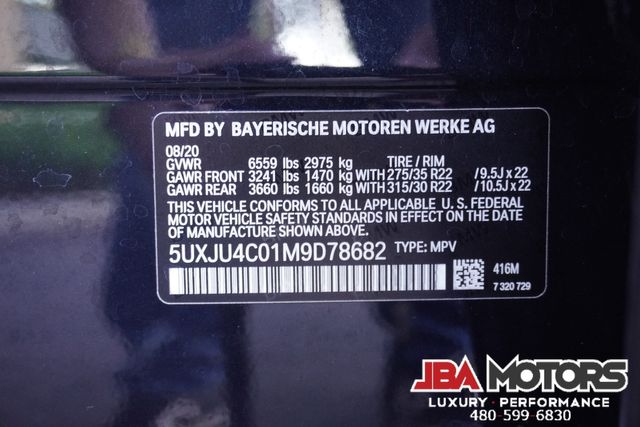 MFD BY BAYERISCHE MOTOREN WERKE AG
08/20
GVWR 6559 lbs 2975 kg TIRE / RIM
GAWR FRONT 3241 lbs 1470 kg WITH 275/35 R22 /9.5J x 22
GAWR REAR 3660 lbs 1660 kg WITH 315/30 R22 /10.5J x 22
THIS VEHICLE CONFORMS TO ALL APPLICABLE U. S. FEDERAL
MOTOR VEHICLE SAFETY STANDARDS IN EFFECT ON THE DATE
OF MANUFACTURE SHOWN ABOVE.
5UXJU4C01M9D78682 TYPE: MPV
416M
7 320 729
JBA MOTORS
LUXURY • PERFORMANCE
480-599-6830